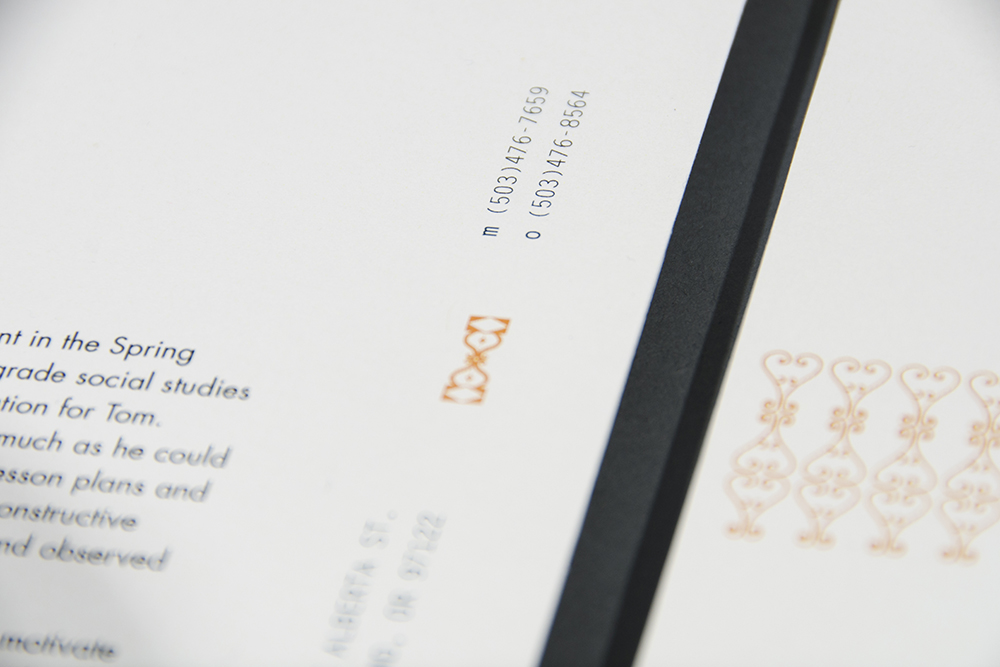 m (503)476-7659
o (503)476-8564
nt in the Spring
grade social studies
tion for Tom.
much as he could
esson plans and
onstructive
nd observed
motivate
ALBERTA ST.
OR 97122